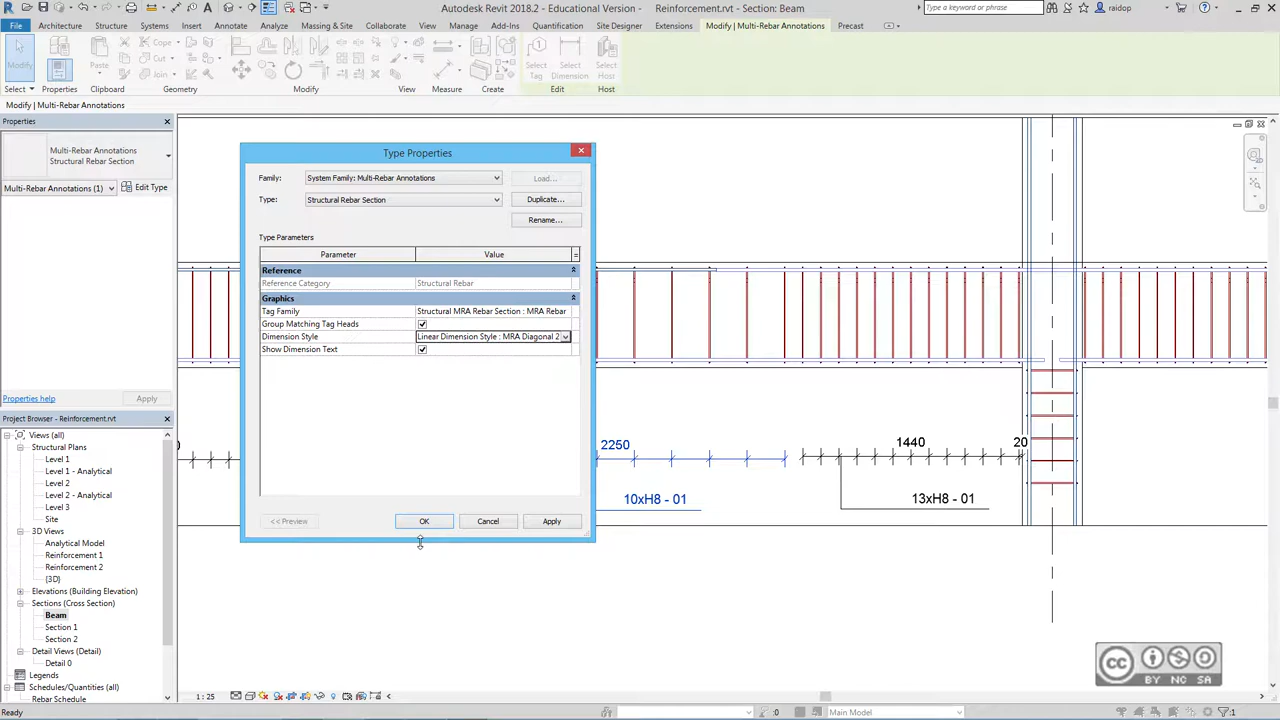 Autodesk Revit 2018.2 - Educational Version - Reinforcement.rvt - Section: Beam
Type a keyword or phrase
raidop
File Architecture Structure Systems Insert Annotate Analyze Massing & Site Collaborate View Manage Add-Ins Quantification Site Designer Extensions Modify | Multi-Rebar Annotations Precast
Modify
Paste
Cope
Cut
Join
Select Tag
Select Dimension
Select Host
Select Properties Clipboard Geometry Modify View Measure Create Edit Host
Modify | Multi-Rebar Annotations
Properties
Multi-Rebar Annotations
Structural Rebar Section
Multi-Rebar Annotations (1)
Edit Type
Properties help
Apply
Project Browser - Reinforcement.rvt
Views (all)
Structural Plans
Level 1
Level 1 - Analytical
Level 2
Level 2 - Analytical
Level 3
Site
3D Views
Analytical Model
Reinforcement 1
Reinforcement 2
{3D}
Elevations (Building Elevation)
Sections (Cross Section)
Beam
Section 1
Section 2
Detail Views (Detail)
Detail 0
Legends
Schedules/Quantities (all)
Rebar Schedule
Type Properties
Family: System Family: Multi-Rebar Annotations Load...
Type: Structural Rebar Section Duplicate...
Rename...
Type Parameters
Parameter Value =
Reference
Reference Category Structural Rebar
Graphics
Tag Family Structural MRA Rebar Section : MRA Rebar
Group Matching Tag Heads
Dimension Style Linear Dimension Style : MRA Diagonal 2
Show Dimension Text
<< Preview OK Cancel Apply
0
2250
10xH8 - 01
1440
20
13xH8 - 01
cc
BY NC SA
1 : 25
Ready
:0
Main Model
:1